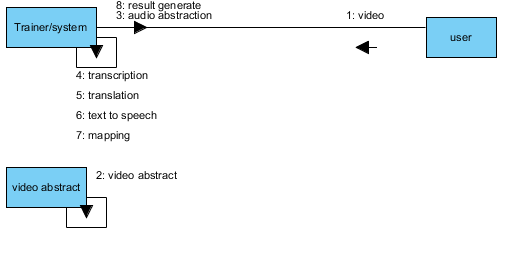 8: result generate
3: audio abstraction
1: video
Trainer/system
user
4: transcription
5: translation
6: text to speech
7: mapping
2: video abstract
video abstract